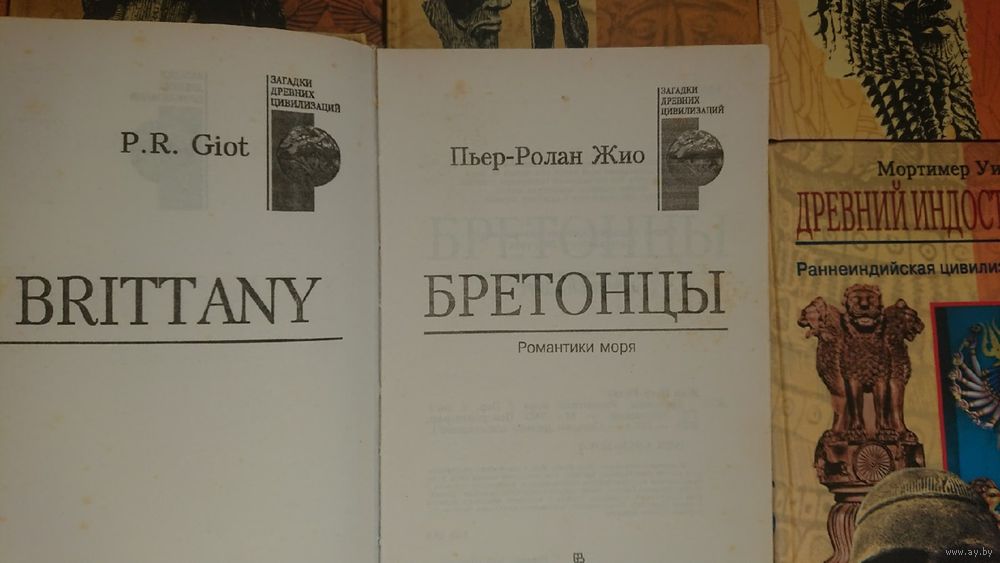 ЗАГАДКИ
ДРЕВНИХ
ЦИВИЛИЗАЦИЙ
P.R. Giot
BRITTANY
ЗАГАДКИ
ДРЕВНИХ
ЦИВИЛИЗАЦИЙ
Пьер-Ролан Жио
БРЕТОНЦЫ
Романтики моря
Мортимер Уи
ДРЕВНИЙ ИНДОСТ
Раннеиндийская цивилиз
www.ay.by